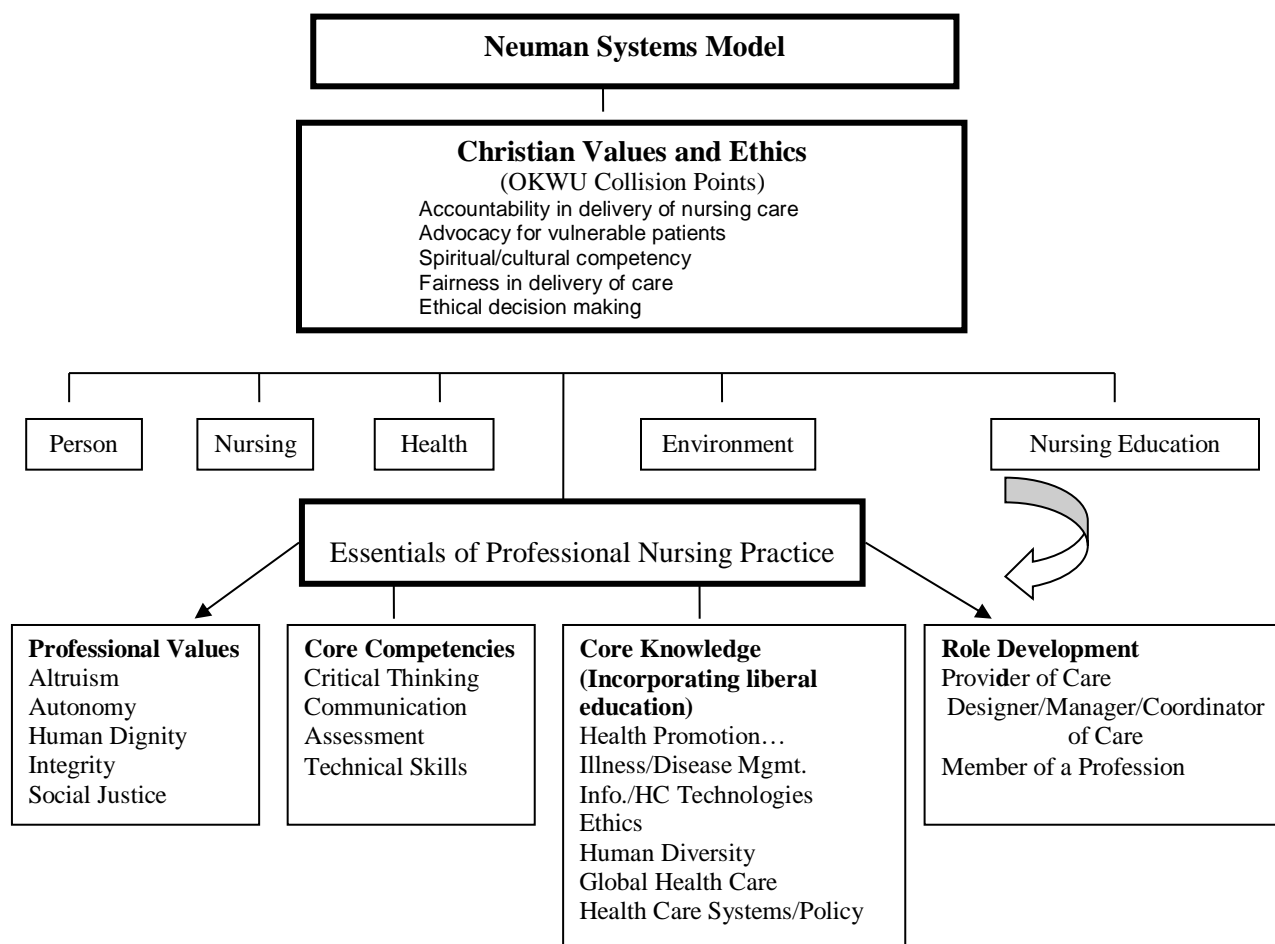 Neuman Systems Model
Christian Values and Ethics
(OKWU Collision Points)
Accountability in delivery of nursing care
Advocacy for vulnerable patients
Spiritual/cultural competency
Fairness in delivery of care
Ethical decision making
Person
Nursing
Health
Environment
Nursing Education
Essentials of Professional Nursing Practice
Professional Values
Altruism
Autonomy
Human Dignity
Integrity
Social Justice
Core Competencies
Critical Thinking
Communication
Assessment
Technical Skills
Core Knowledge
(Incorporating liberal
education)
Health Promotion…
Illness/Disease Mgmt.
Info./HC Technologies
Ethics
Human Diversity
Global Health Care
Health Care Systems/Policy
Role Development
Provider of Care
Designer/Manager/Coordinator
of Care
Member of a Profession